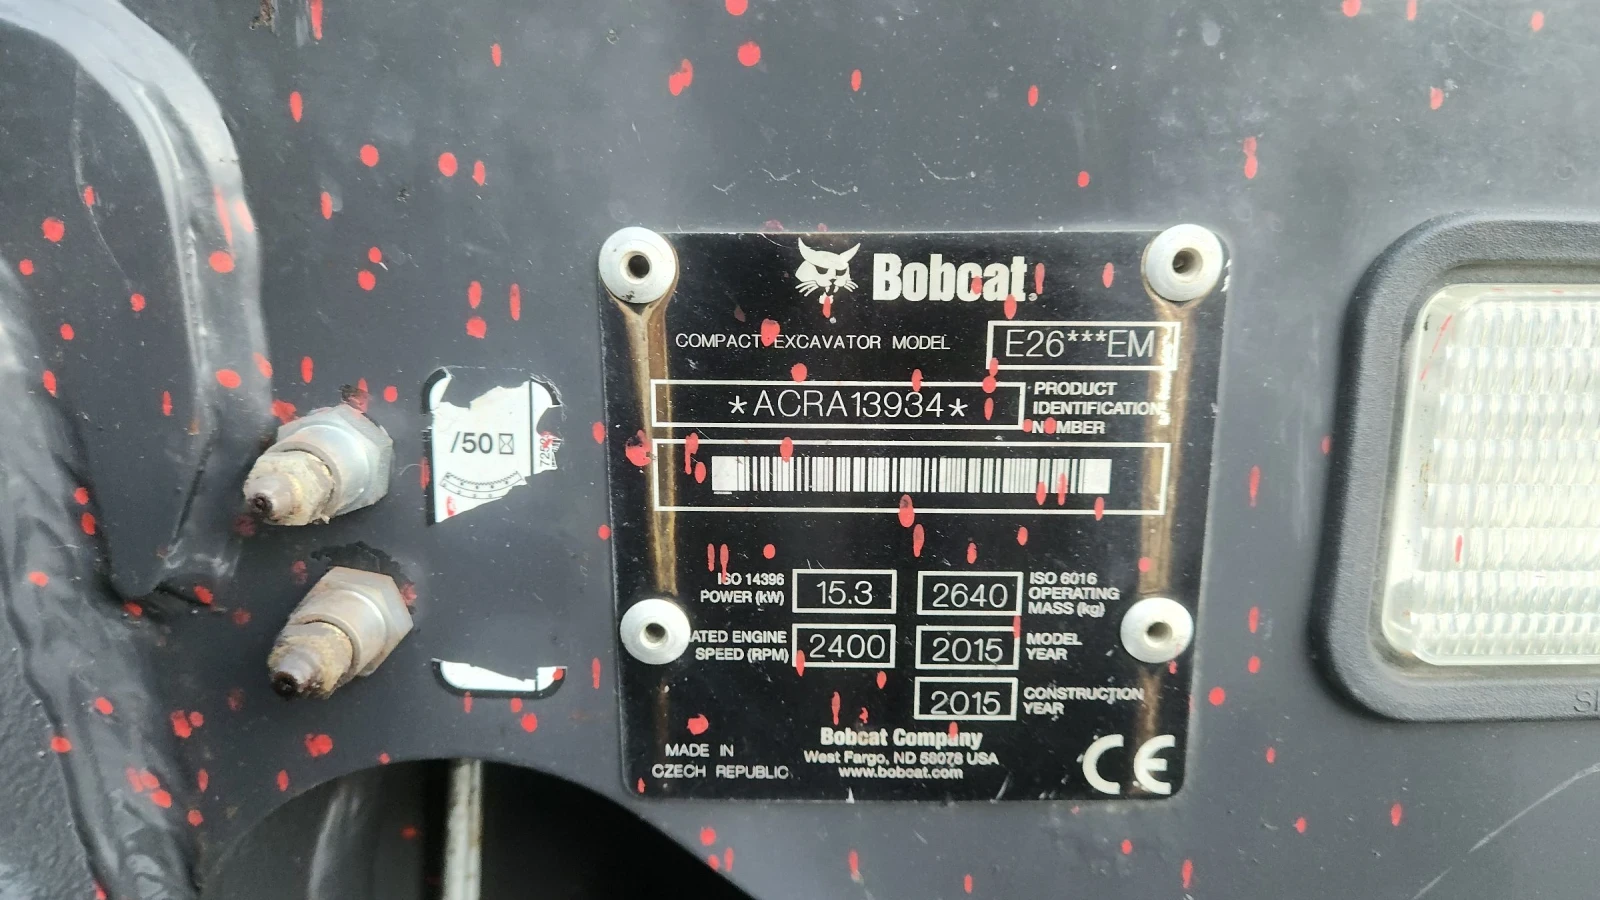 Bobcat
COMPACT EXCAVATOR MODEL E26***EM
*ACRA13934* PRODUCT
IDENTIFICATION
NUMBER
/50
ISO 14396
POWER (kW) 15.3
2640 ISO 6016
OPERATING
MASS (kg)
ATED ENGINE
SPEED (RPM) 2400
2015 MODEL
YEAR
2015 CONSTRUCTION
YEAR
Bobcat Company
West Fargo, ND 58078 USA
www.bobcat.com
MADE IN
CZECH REPUBLIC
CE